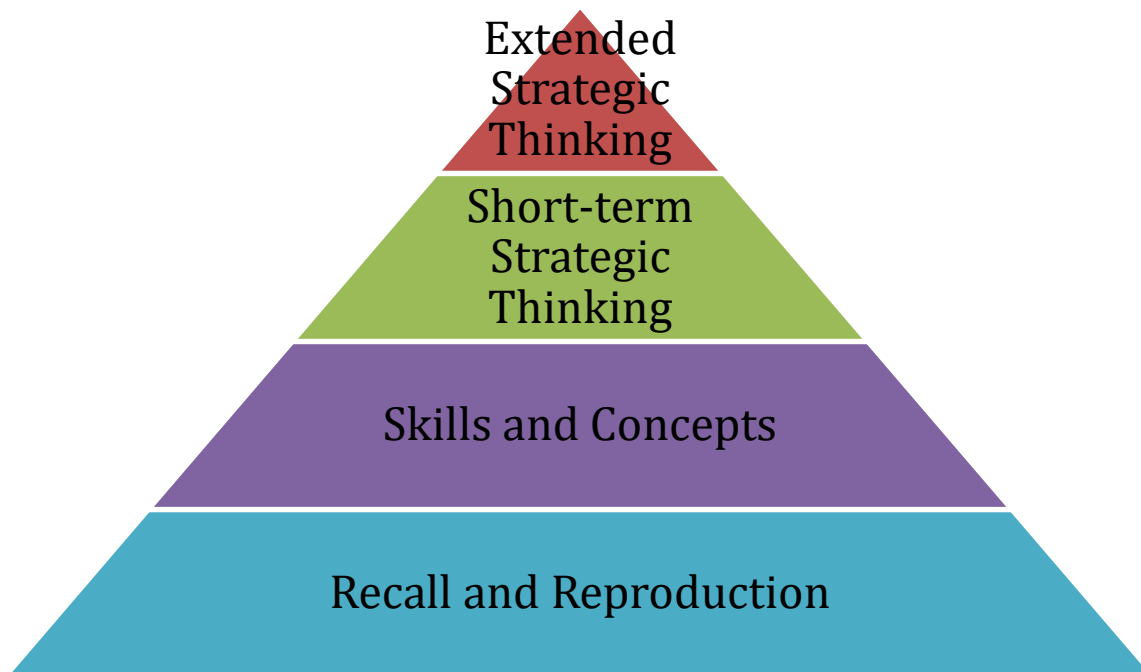 Extended
Strategic
Thinking
Short-term
Strategic
Thinking
Skills and Concepts
Recall and Reproduction